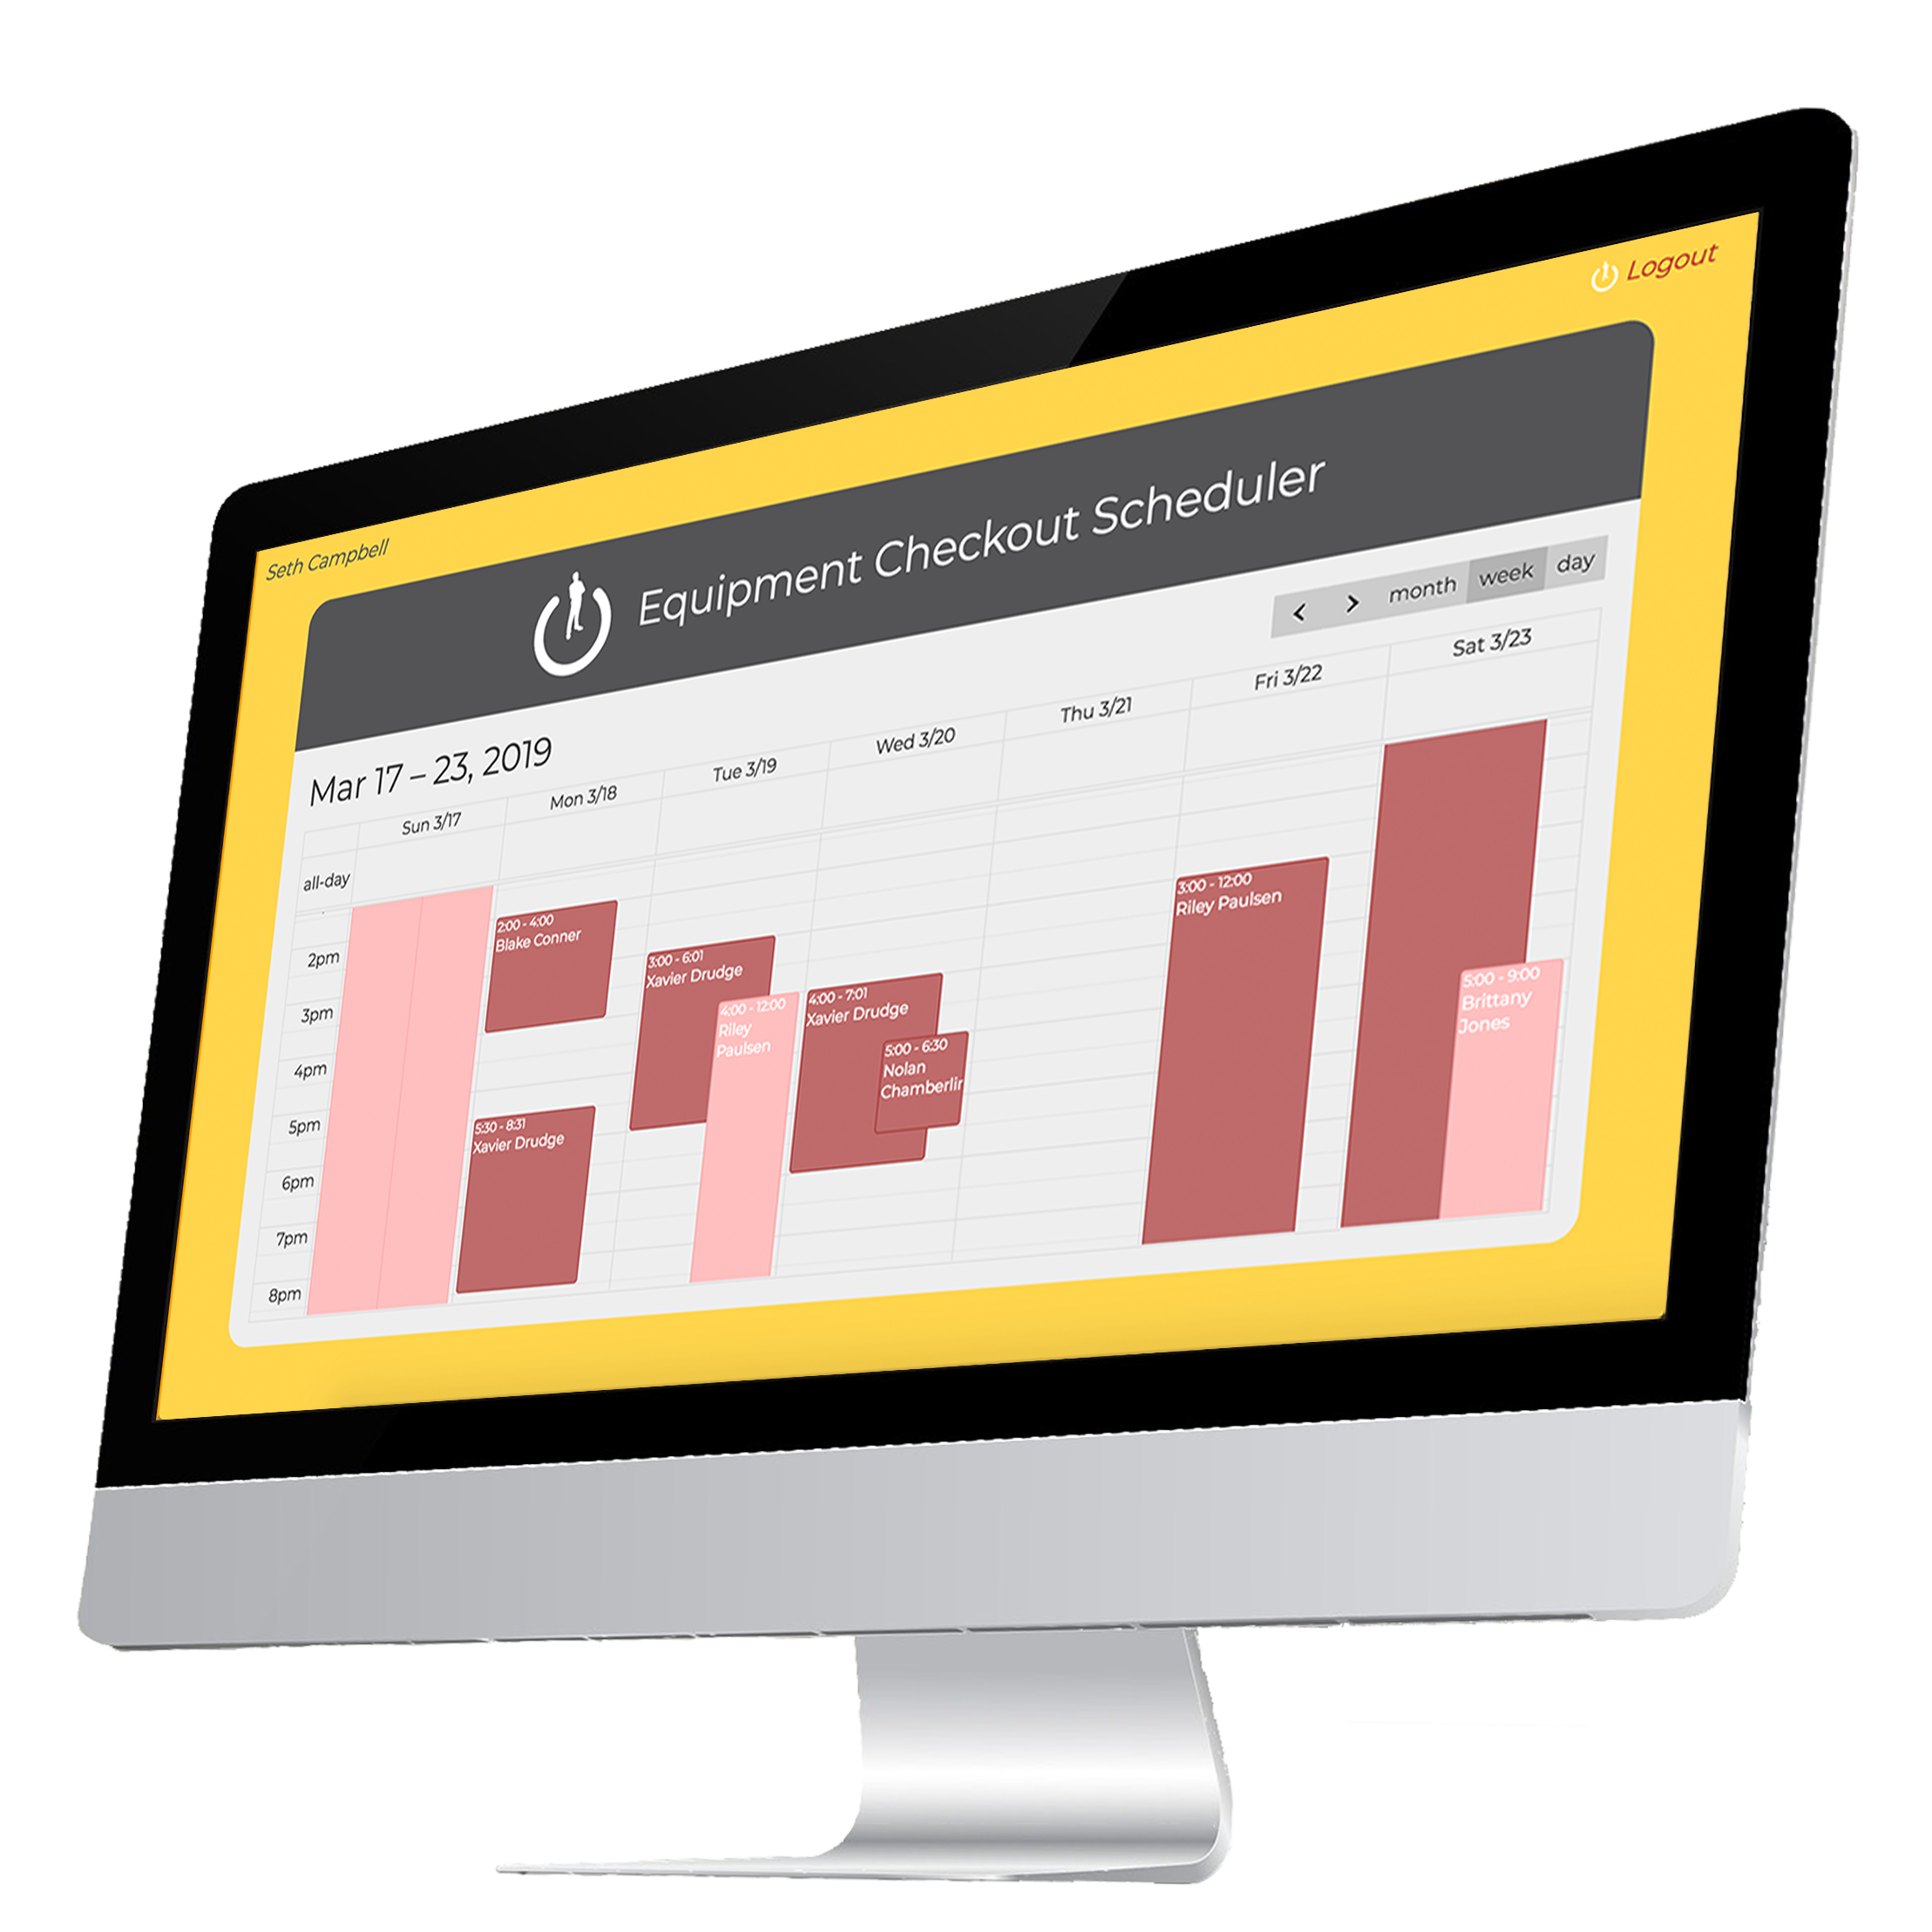 Logout
Seth Campbell
Equipment Checkout Scheduler
< > month week day
Mar 17 – 23, 2019
Sun 3/17
Mon 3/18
Tue 3/19
Wed 3/20
Thu 3/21
Fri 3/22
Sat 3/23
all-day
2pm
3pm
4pm
5pm
6pm
7pm
8pm
2:00 - 4:00
Blake Conner
5:30 - 8:31
Xavier Drudge
3:00 - 6:01
Xavier Drudge
4:00 - 12:00
Riley
Paulsen
4:00 - 7:01
Xavier Drudge
5:00 - 6:30
Nolan
Chamberlin
3:00 - 12:00
Riley Paulsen
5:00 - 9:00
Brittany
Jones